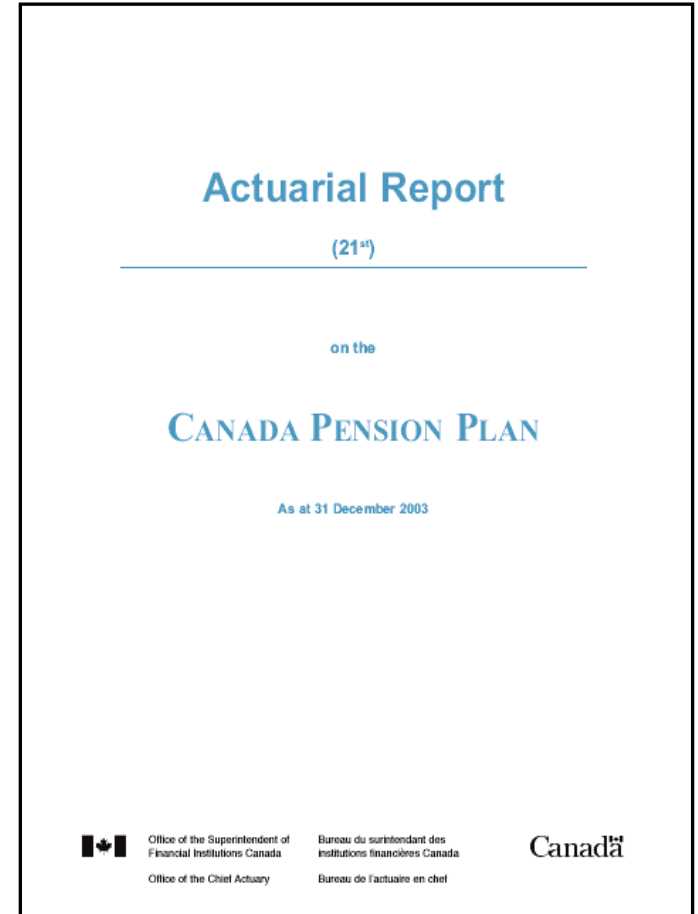 Actuarial Report
(21st)
on the
CANADA PENSION PLAN
As at 31 December 2003
Office of the Superintendent of
Financial Institutions Canada
Office of the Chief Actuary
Bureau du surintendant des
institutions financières Canada
Bureau de l'actuaire en chef
Canada